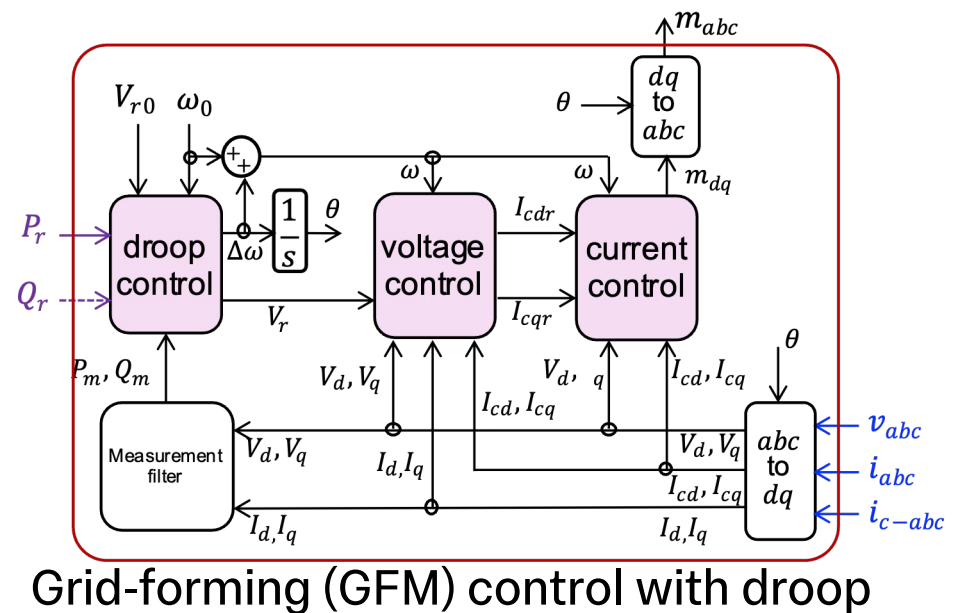 m_abc
dq
to
abc
θ
m_dq
V_r0
ω_0
+
+
ω
ω
P_r
Q_r
droop
control
Δω
1
s
θ
V_r
voltage
control
I_cdr
I_cqr
current
control
P_m, Q_m
V_d, V_q
I_cd, I_cq
I_d, I_q
V_d, q
I_cd, I_cq
θ
Measurement
filter
V_d, V_q
I_d, I_q
V_d, V_q
I_cd, I_cq
I_d, I_q
abc
to
dq
v_abc
i_abc
i_c−abc
Grid-forming (GFM) control with droop